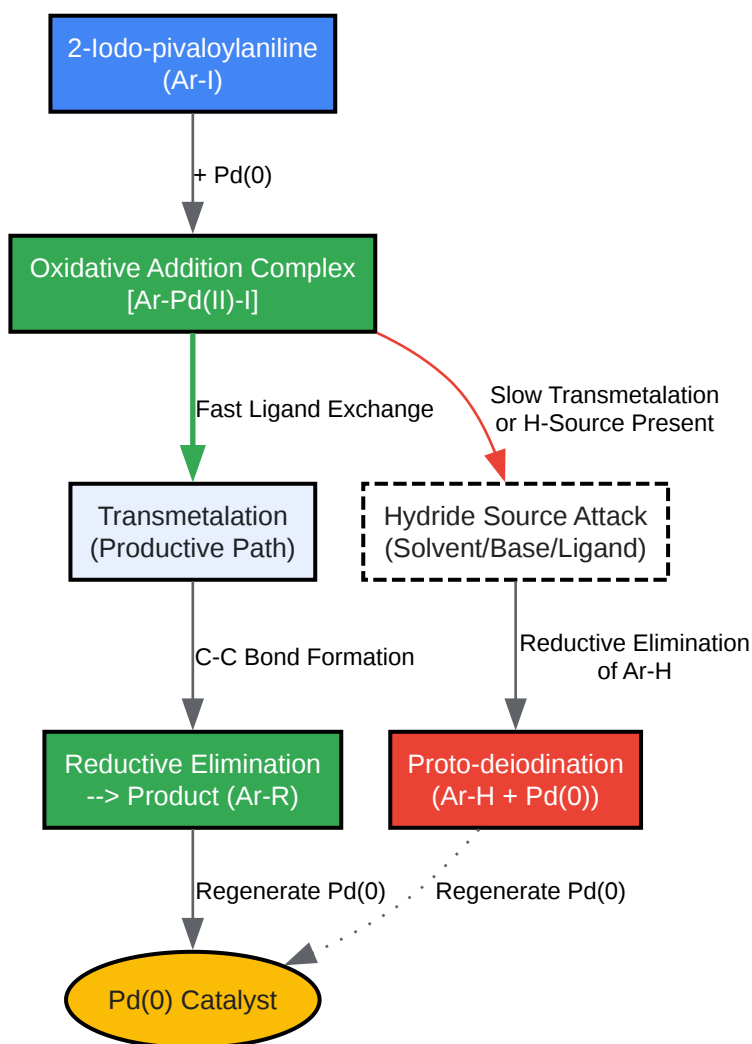 2-Iodo-pivaloylaniline
(Ar-I)
+ Pd(0)
Oxidative Addition Complex
[Ar-Pd(II)-I]
Fast Ligand Exchange
Slow Transmetalation
or H-Source Present
Transmetalation
(Productive Path)
Hydride Source Attack
(Solvent/Base/Ligand)
C-C Bond Formation
Reductive Elimination
of Ar-H
Reductive Elimination
--> Product (Ar-R)
Proto-deiodination
(Ar-H + Pd(0))
Regenerate Pd(0)
Regenerate Pd(0)
Pd(0) Catalyst